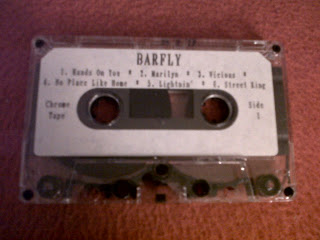 BARFLY
1. Hands On You * 2. Marilyn * 3. Vicious *
4. No Place Like Home * 5. Lightnin' * 6. Street King
Chrome Side
Tape 1